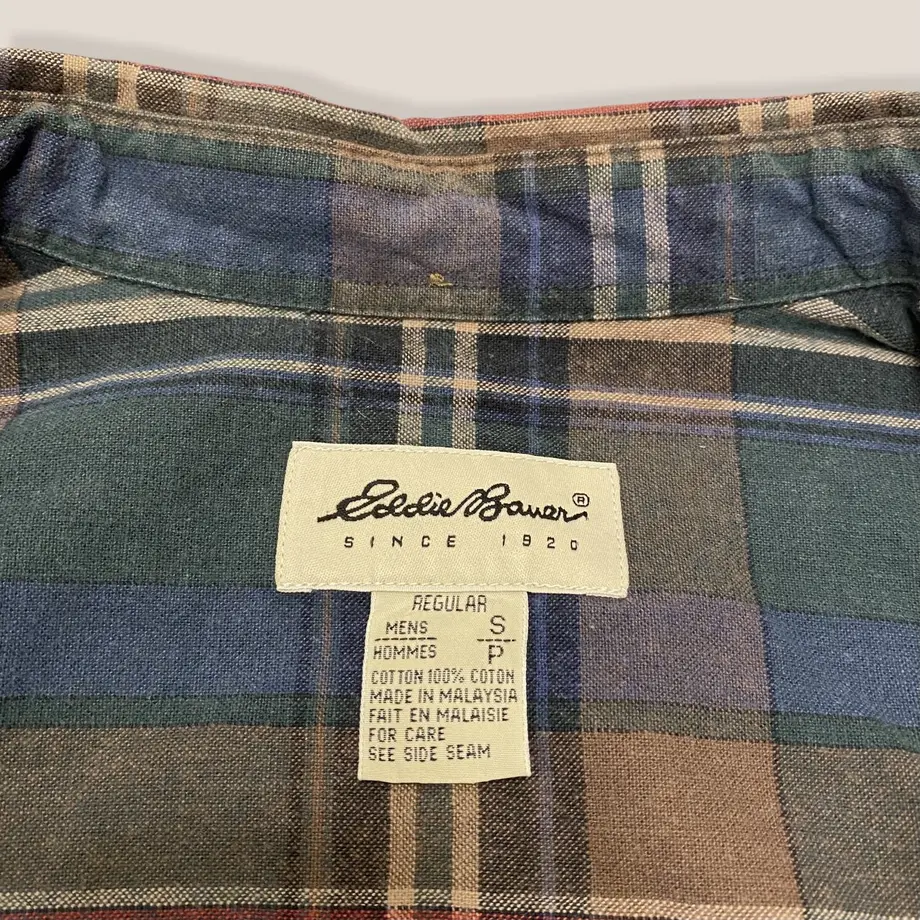 Eddie Bauer®
SINCE 1920
REGULAR
MENS S
HOMMES P
COTTON 100% COTON
MADE IN MALAYSIA
FAIT EN MALAISIE
FOR CARE
SEE SIDE SEAM